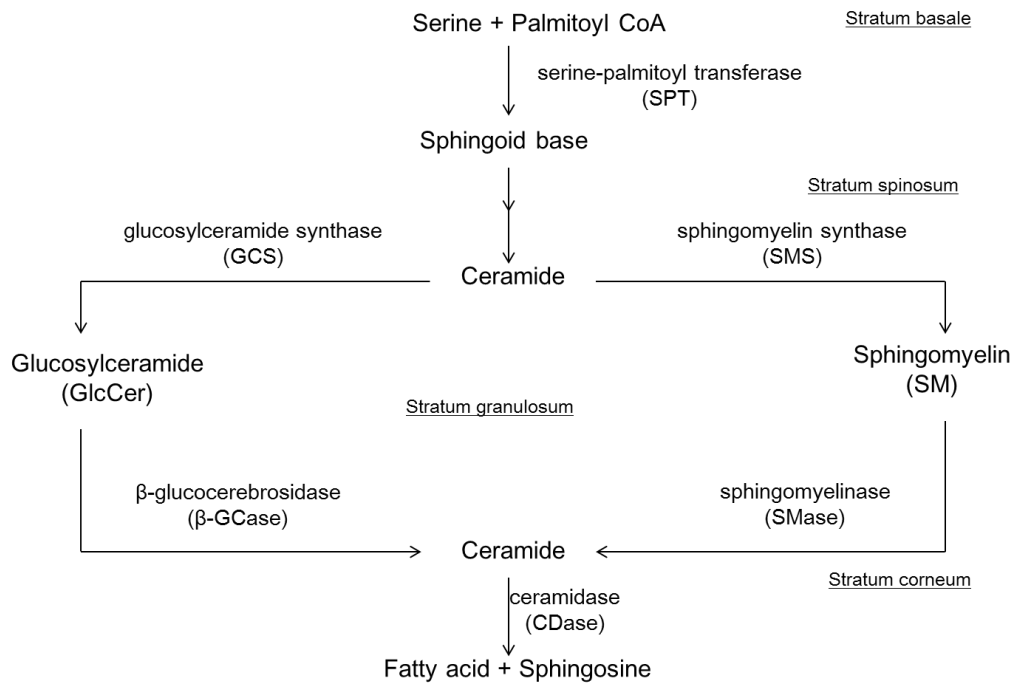 Serine + Palmitoyl CoA
Stratum basale
serine-palmitoyl transferase
(SPT)
Sphingoid base
Stratum spinosum
glucosylceramide synthase
(GCS)
sphingomyelin synthase
(SMS)
Ceramide
Glucosylceramide
(GlcCer)
Sphingomyelin
(SM)
Stratum granulosum
β-glucocerebrosidase
(β-GCase)
sphingomyelinase
(SMase)
Ceramide
Stratum corneum
ceramidase
(CDase)
Fatty acid + Sphingosine